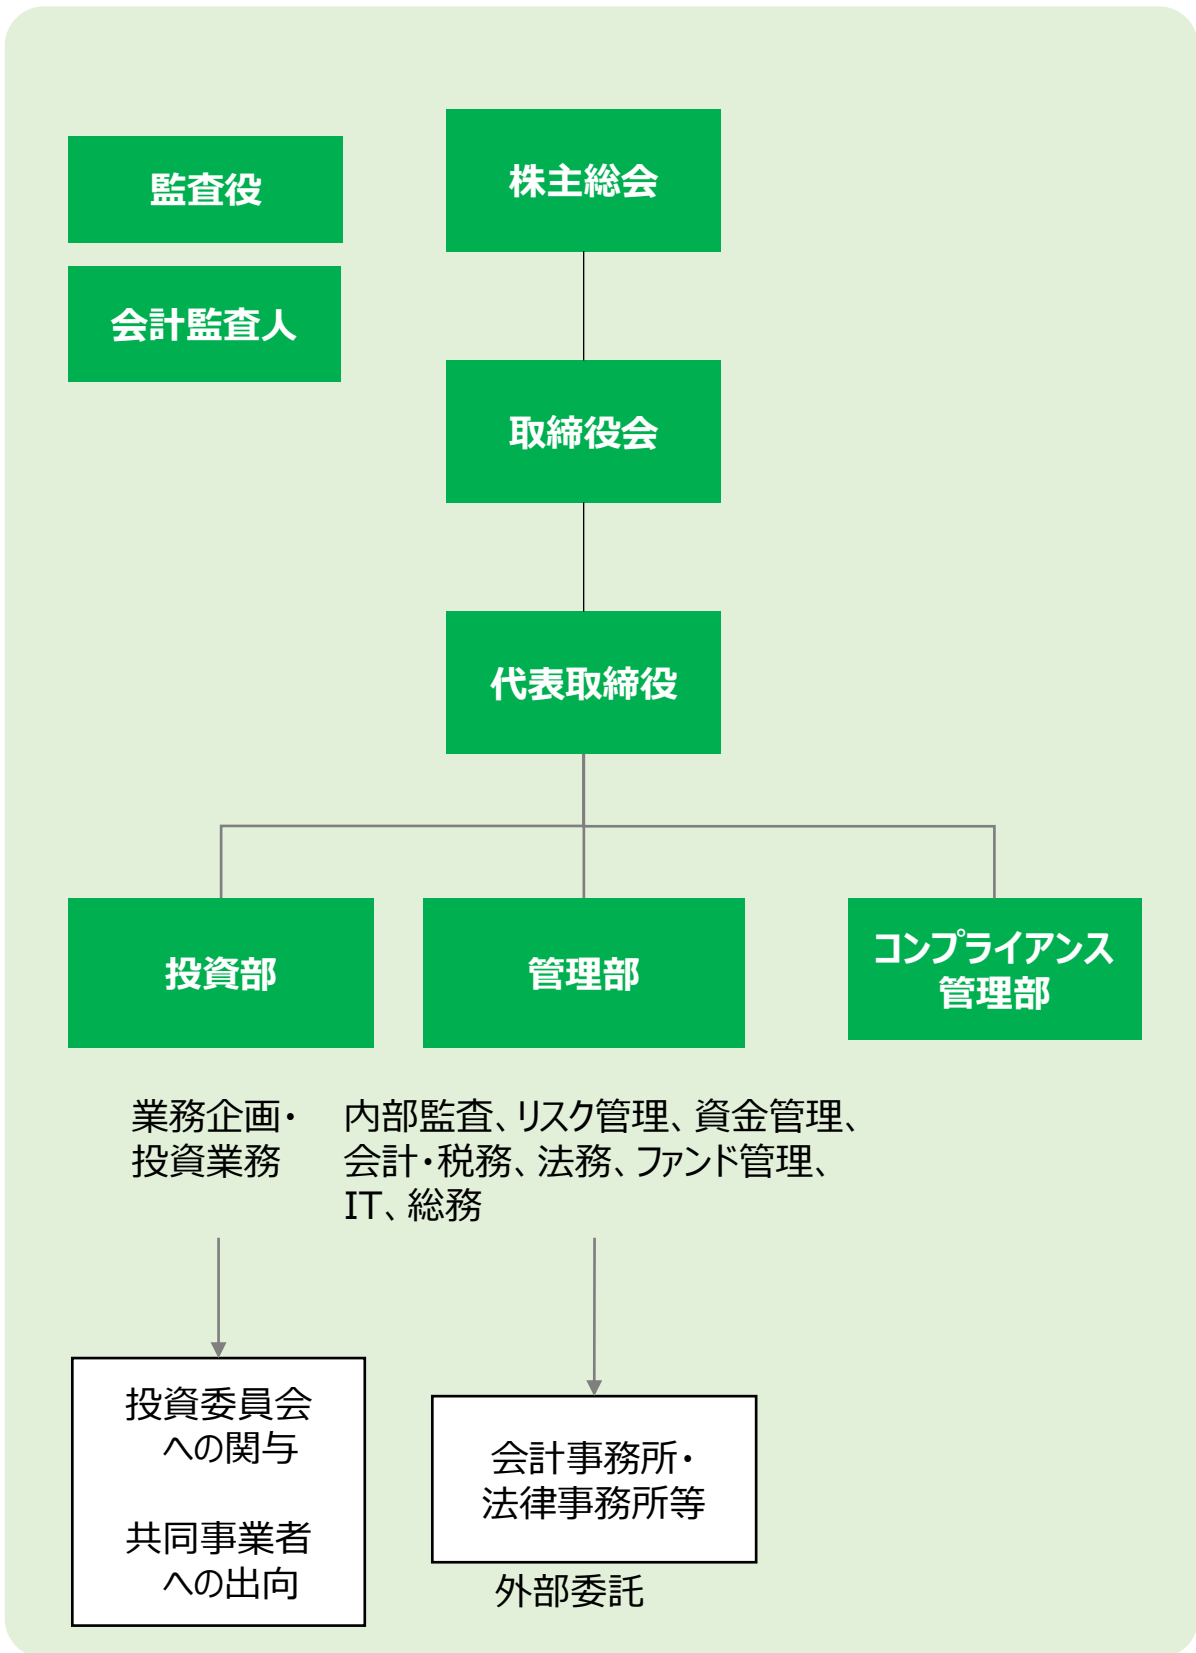 監査役
株主総会
会計監査人
取締役会
代表取締役
投資部
管理部
コンプライアンス
管理部
業務企画・
投資業務
内部監査、リスク管理、資金管理、
会計・税務、法務、ファンド管理、
IT、総務
投資委員会
への関与
共同事業者
への出向
会計事務所・
法律事務所等
外部委託